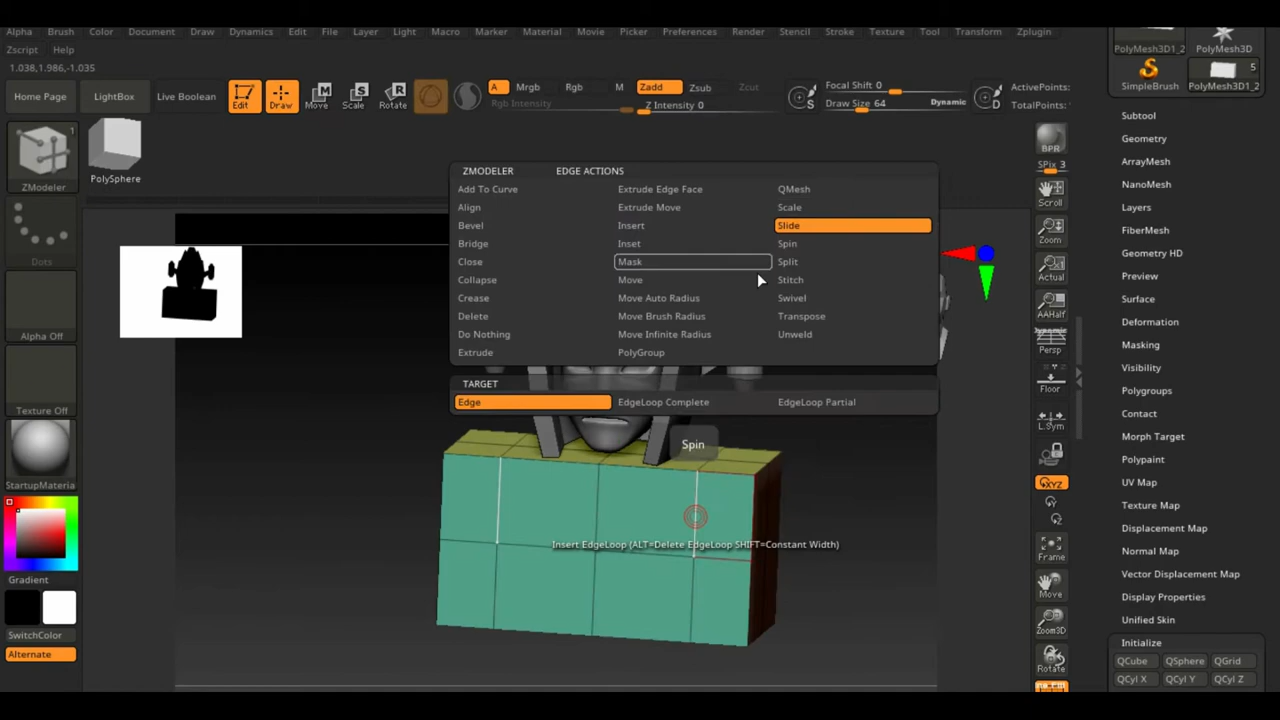 Alpha Brush Color Document Draw Dynamics Edit File Layer Light Macro Marker Material Movie Picker Preferences Render Stencil Stroke Texture Tool Transform Zplugin
Zscript Help
1.038,1.986,-1.035
Home Page LightBox Live Boolean Edit Draw Move Scale Rotate
A Mrgb Rgb M Zadd Zsub Zcut
Rgb Intensity Z Intensity 0
S Focal Shift 0
Draw Size 64 Dynamic D
ActivePoints:
TotalPoints:
PolyMesh3D1_2 PolyMesh3D
SimpleBrush 5 PolyMesh3D1_2
1
ZModeler
PolySphere
Dots
Alpha Off
Texture Off
StartupMateria
Gradient
SwitchColor
Alternate
ZMODELER EDGE ACTIONS
Add To Curve Extrude Edge Face QMesh
Align Extrude Move Scale
Bevel Insert Slide
Bridge Inset Spin
Close Mask Split
Collapse Move Stitch
Crease Move Auto Radius Swivel
Delete Move Brush Radius Transpose
Do Nothing Move Infinite Radius Unweld
Extrude PolyGroup
TARGET
Edge EdgeLoop Complete EdgeLoop Partial
Spin
Insert EdgeLoop (ALT=Delete EdgeLoop SHIFT=Constant Width)
BPR
SPix 3
Scroll
Zoom
Actual
AAHalf
Dynamic
Persp
Floor
L.Sym
XYZ
Y
Z
Frame
Move
Zoom3D
Rotate
Subtool
Geometry
ArrayMesh
NanoMesh
Layers
FiberMesh
Geometry HD
Preview
Surface
Deformation
Masking
Visibility
Polygroups
Contact
Morph Target
Polypaint
UV Map
Texture Map
Displacement Map
Normal Map
Vector Displacement Map
Display Properties
Unified Skin
Initialize
QCube QSphere QGrid
QCyl X QCyl Y QCyl Z